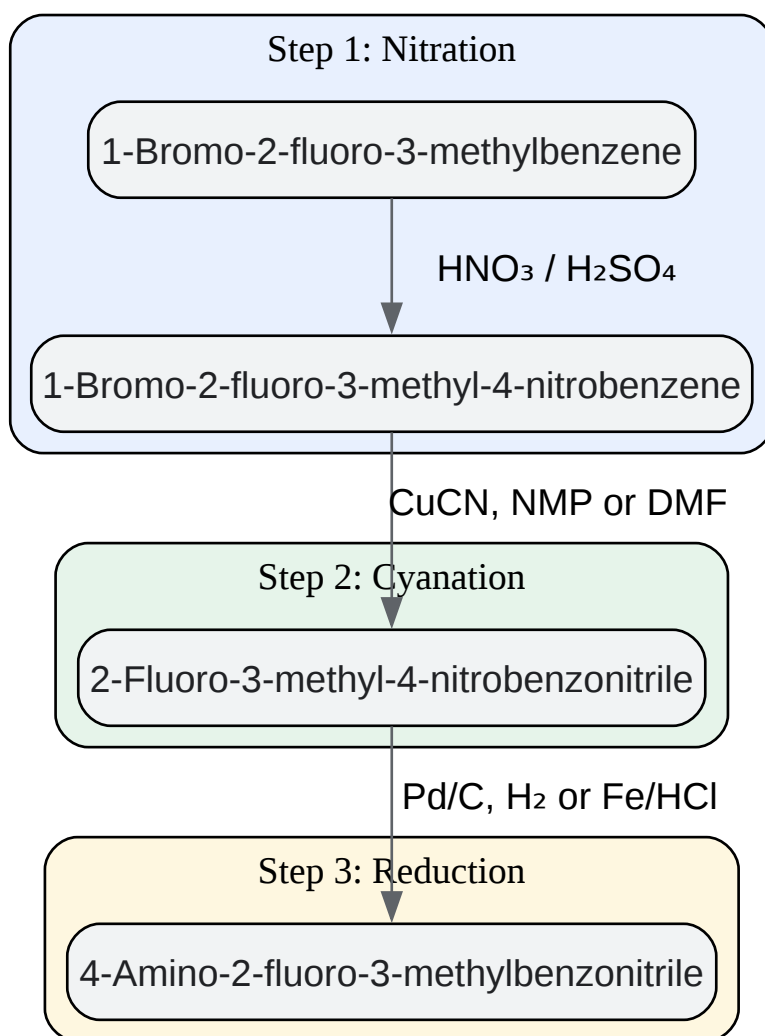 Step 1: Nitration
1-Bromo-2-fluoro-3-methylbenzene
HNO₃ / H₂SO₄
1-Bromo-2-fluoro-3-methyl-4-nitrobenzene
CuCN, NMP or DMF
Step 2: Cyanation
2-Fluoro-3-methyl-4-nitrobenzonitrile
Pd/C, H₂ or Fe/HCl
Step 3: Reduction
4-Amino-2-fluoro-3-methylbenzonitrile